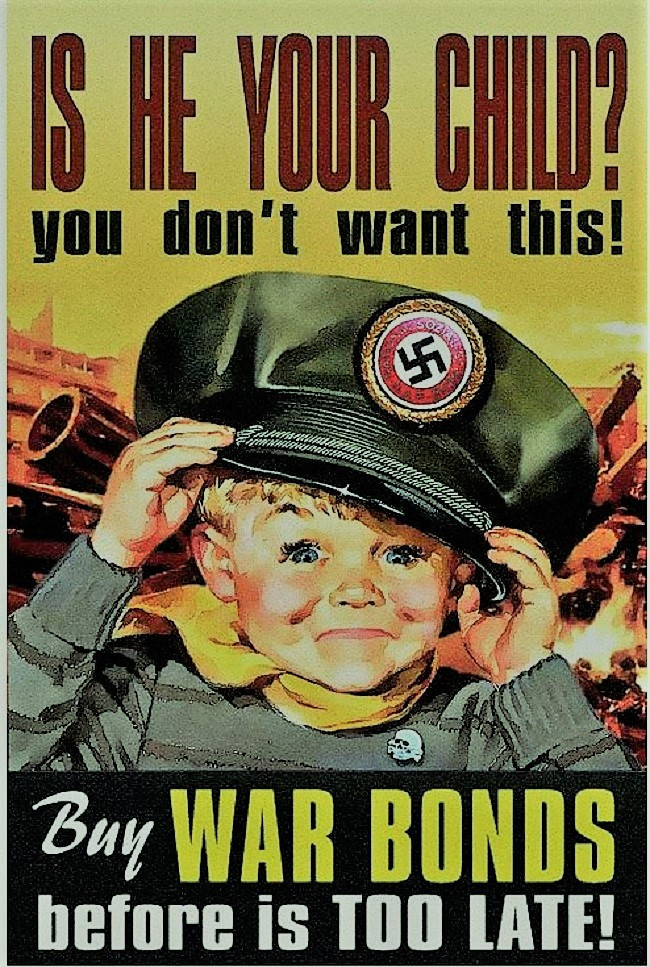 IS HE YOUR CHILD?
you don't want this!
Buy WAR BONDS
before is TOO LATE!